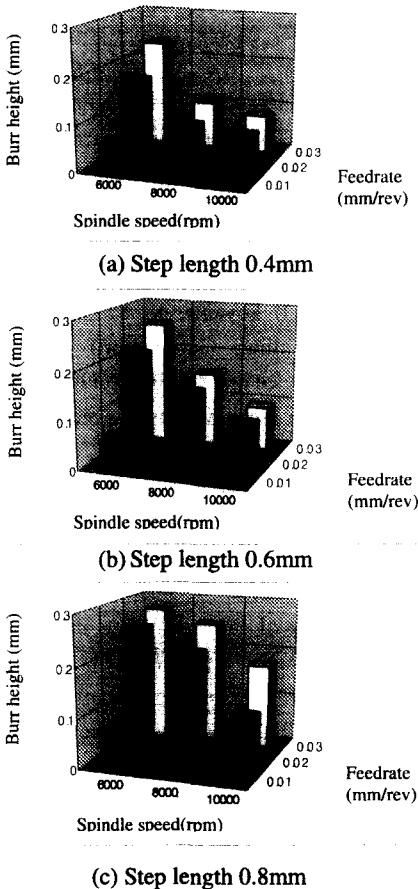 0.3
0.2
0.1
0
Burr height (mm)
6000
8000
10000
Spindle speed(rpm)
0.03
0.02
0.01
Feedrate
(mm/rev)
(a) Step length 0.4mm
0.3
0.2
0.1
0
Burr height (mm)
6000
8000
10000
Spindle speed(rpm)
0.03
0.02
0.01
Feedrate
(mm/rev)
(b) Step length 0.6mm
0.3
0.2
0.1
0
Burr height (mm)
6000
8000
10000
Spindle speed(rpm)
0.03
0.02
0.01
Feedrate
(mm/rev)
(c) Step length 0.8mm